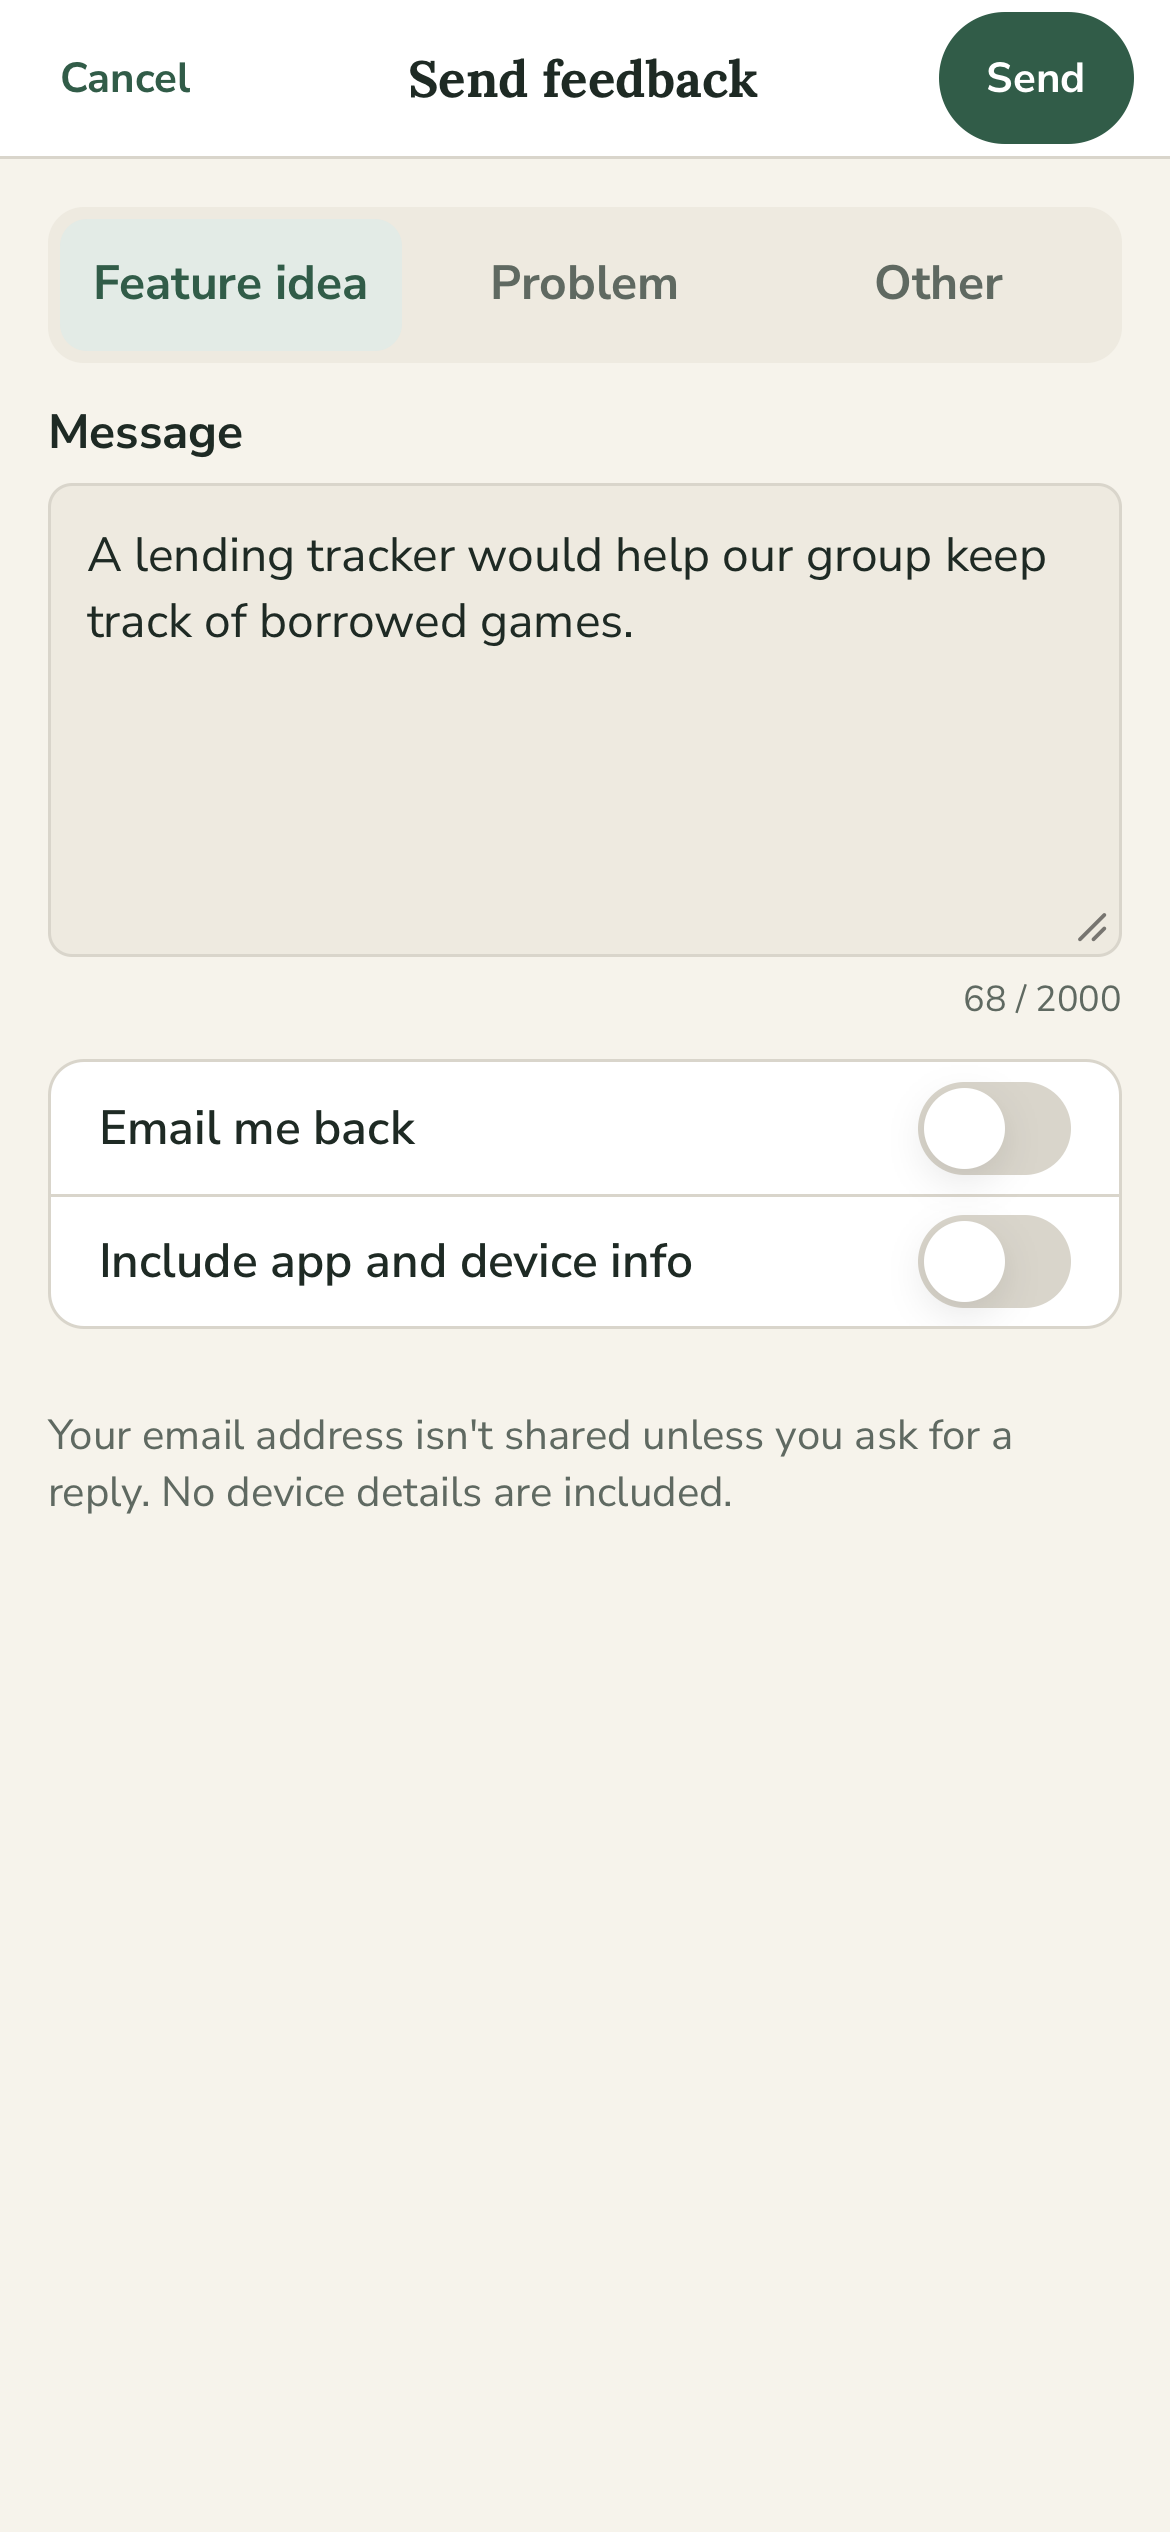 Cancel
Send feedback
Send
Feature idea
Problem
Other
Message
A lending tracker would help our group keep
track of borrowed games.
68 / 2000
Email me back
Include app and device info
Your email address isn't shared unless you ask for a
reply. No device details are included.